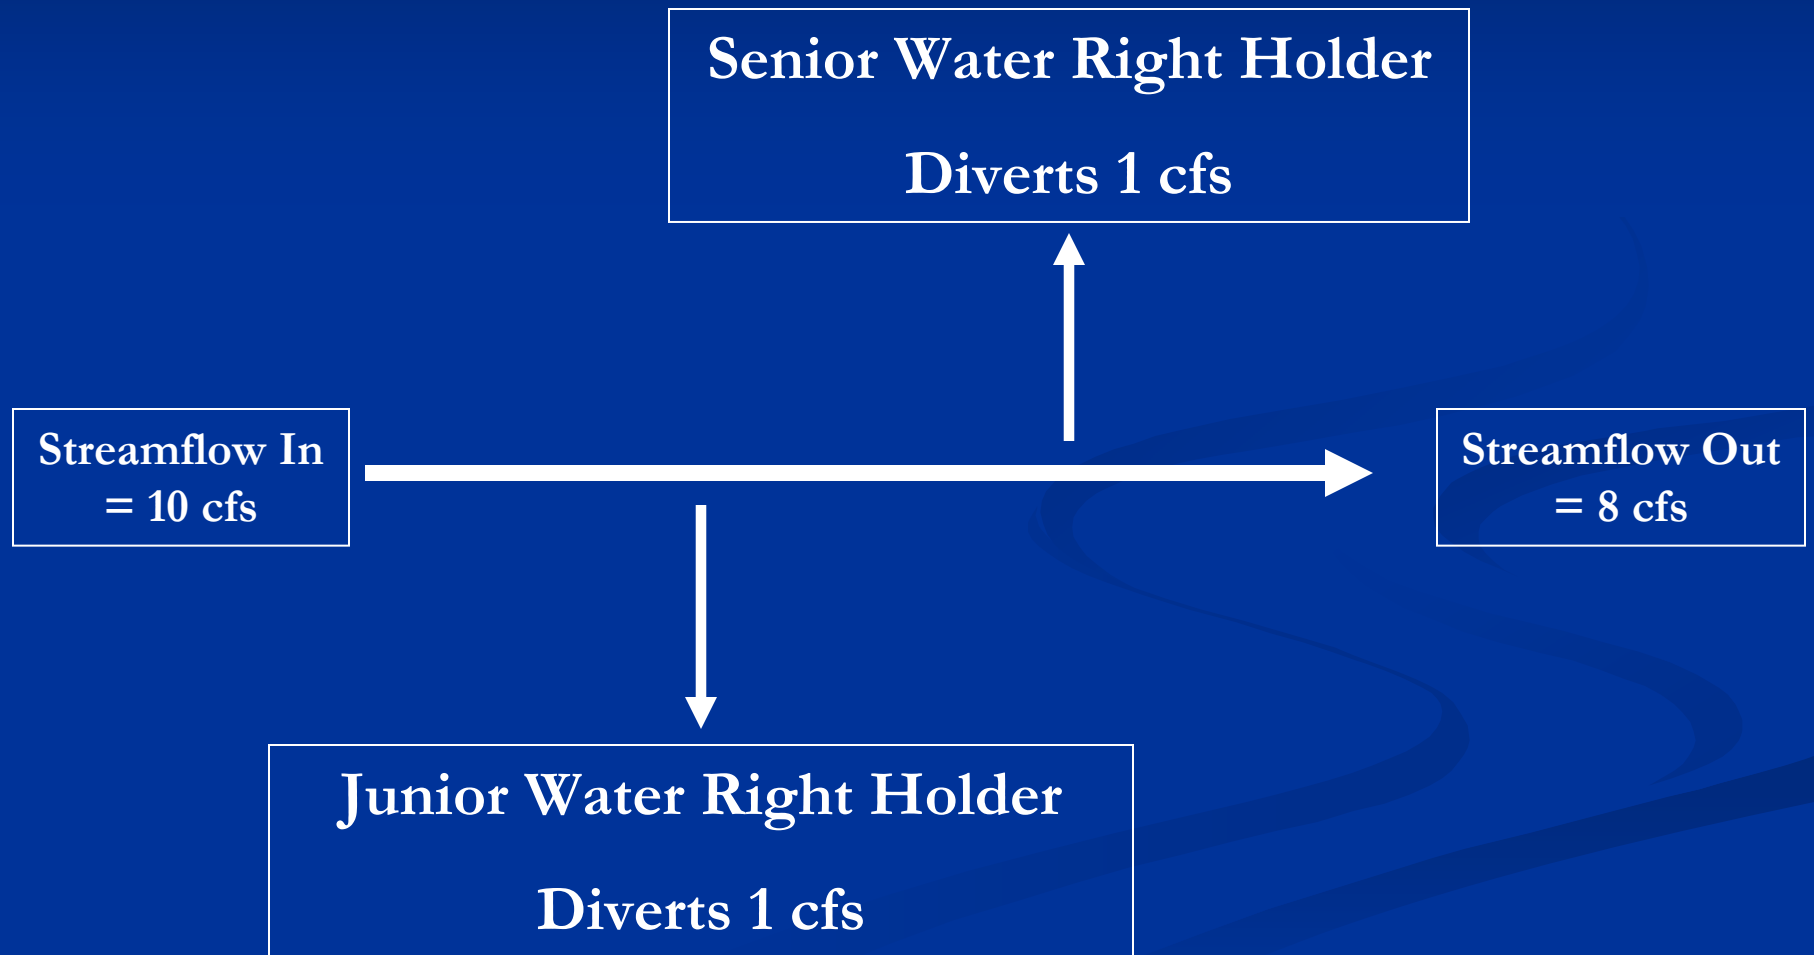 Senior Water Right Holder
Diverts 1 cfs
Streamflow In
= 10 cfs
Streamflow Out
= 8 cfs
Junior Water Right Holder
Diverts 1 cfs